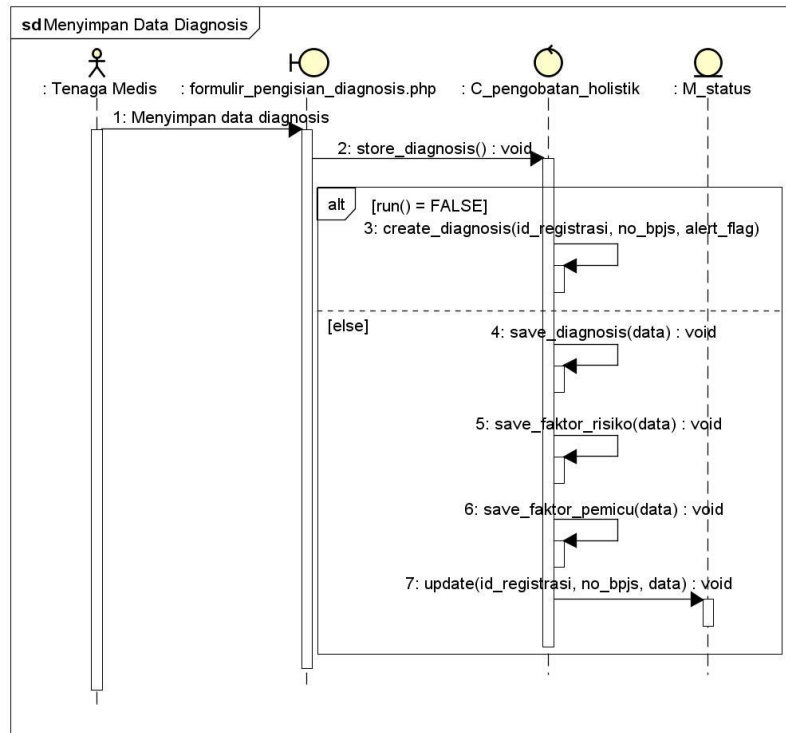 sd Menyimpan Data Diagnosis
: Tenaga Medis
: formulir_pengisian_diagnosis.php
: C_pengobatan_holistik
: M_status
1: Menyimpan data diagnosis
2: store_diagnosis() : void
alt
[run() = FALSE]
3: create_diagnosis(id_registrasi, no_bpjs, alert_flag)
[else]
4: save_diagnosis(data) : void
5: save_faktor_risiko(data) : void
6: save_faktor_pemicu(data) : void
7: update(id_registrasi, no_bpjs, data) : void